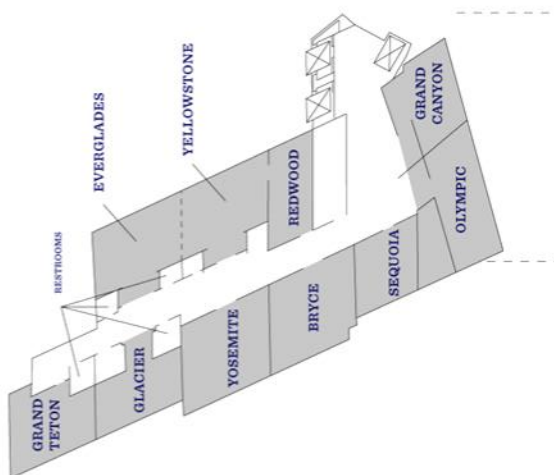 EVERGLADES
YELLOWSTONE
GRAND
CANYON
REDWOOD
OLYMPIC
RESTROOMS
SEQUOIA
BRYCE
YOSEMITE
GLACIER
GRAND
TETON